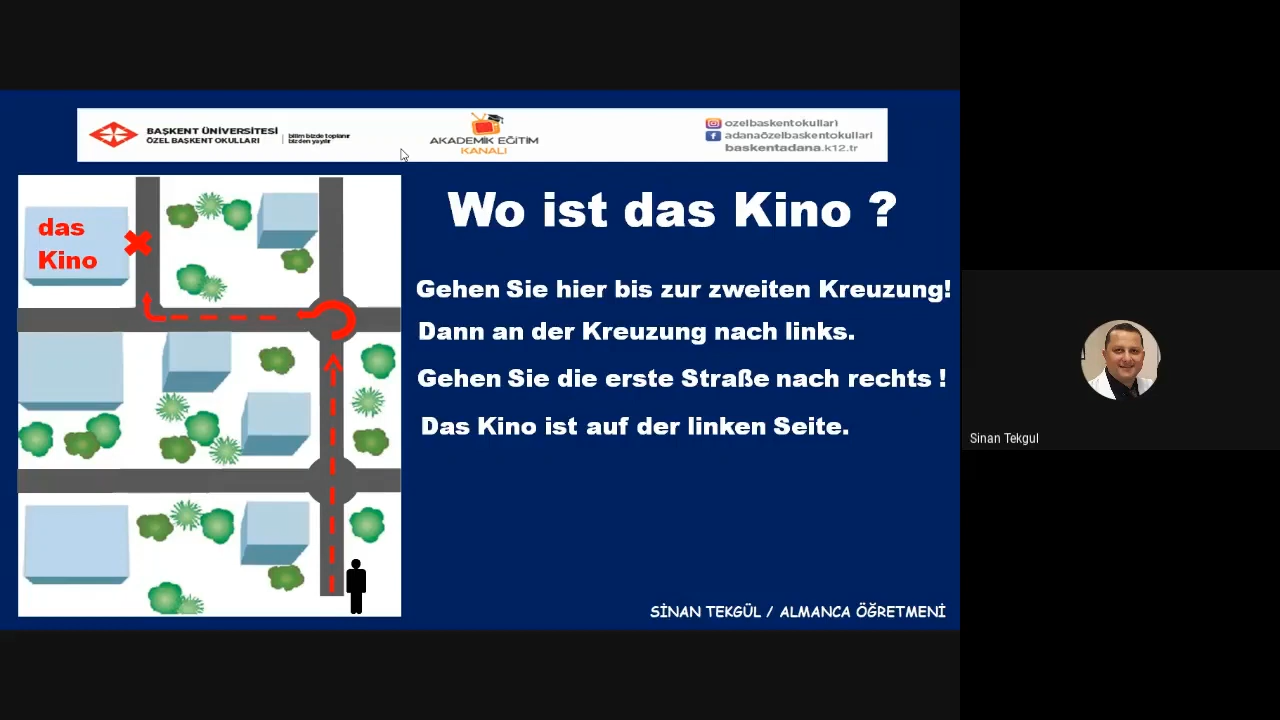 BAŞKENT ÜNİVERSİTESİ
ÖZEL BAŞKENT OKULLARI
bilim bizde toplanır
bizden yayılır
AKADEMİK EĞİTİM
KANALI
ozelbaskentokullari
adanaözelbaskentokullari
baskentadana.k12.tr
das
Kino
Wo ist das Kino ?
Gehen Sie hier bis zur zweiten Kreuzung!
Dann an der Kreuzung nach links.
Gehen Sie die erste Straße nach rechts !
Das Kino ist auf der linken Seite.
SİNAN TEKGÜL / ALMANCA ÖĞRETMENİ
Sinan Tekgul